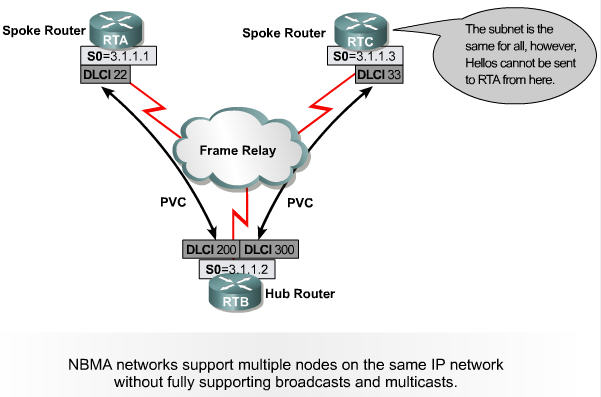 Spoke Router
RTA
S0=3.1.1.1
DLCI 22
Spoke Router
RTC
S0=3.1.1.3
DLCI 33
The subnet is the
same for all, however,
Hellos cannot be sent
to RTA from here.
Frame Relay
PVC
PVC
DLCI 200
DLCI 300
S0=3.1.1.2
RTB
Hub Router
NBMA networks support multiple nodes on the same IP network
without fully supporting broadcasts and multicasts.